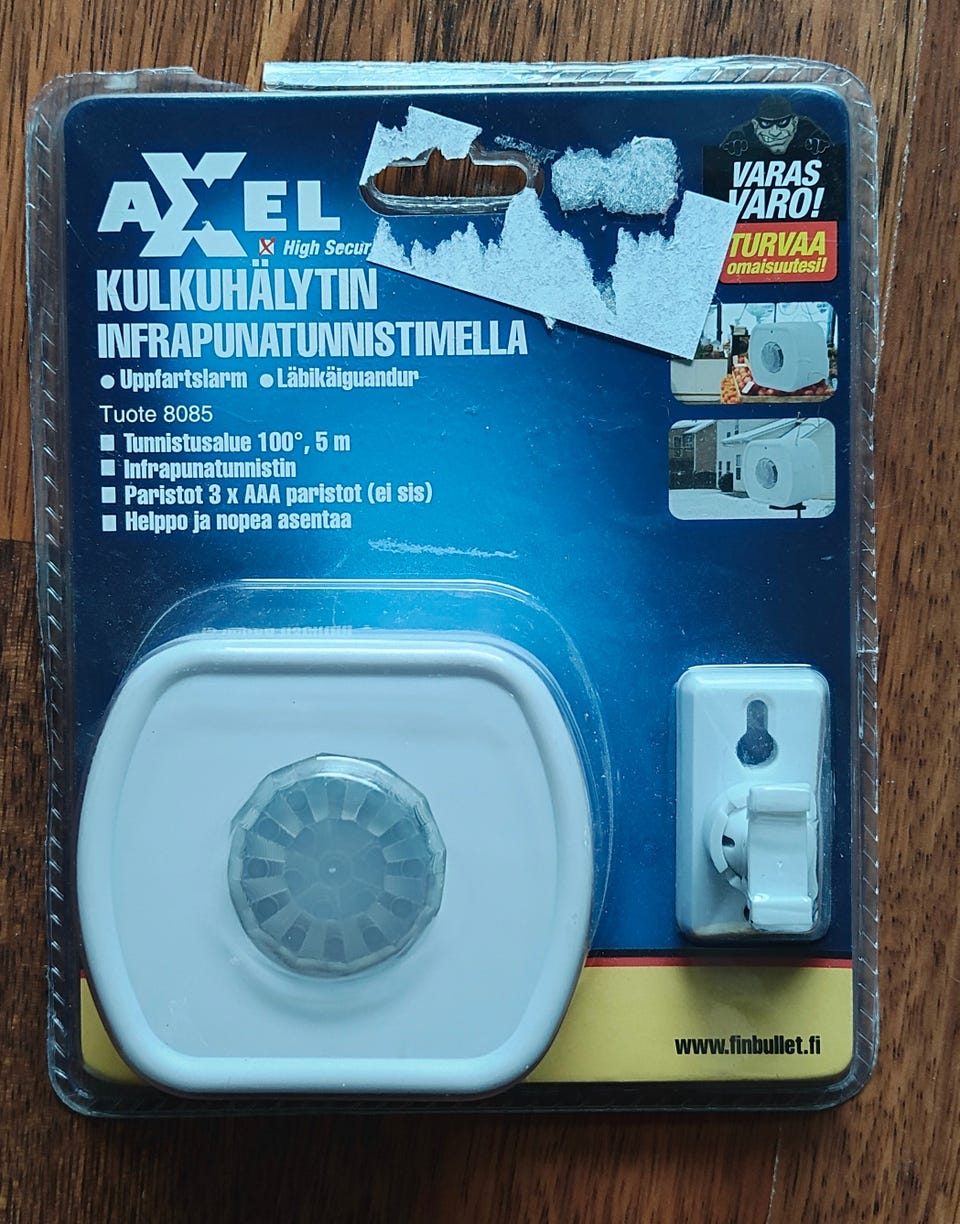 AXEL
High Secur
KULKUHÄLYTIN
INFRAPUNATUNNISTIMELLA
● Uppfartslarm ● Läbikäiguandur
Tuote 8085
■ Tunnistusalue 100°, 5 m
■ Infrapunatunnistin
■ Paristot 3 x AAA paristot (ei sis)
■ Helppo ja nopea asentaa
VARAS
VARO!
TURVAA
omaisuutesi!
www.finbullet.fi